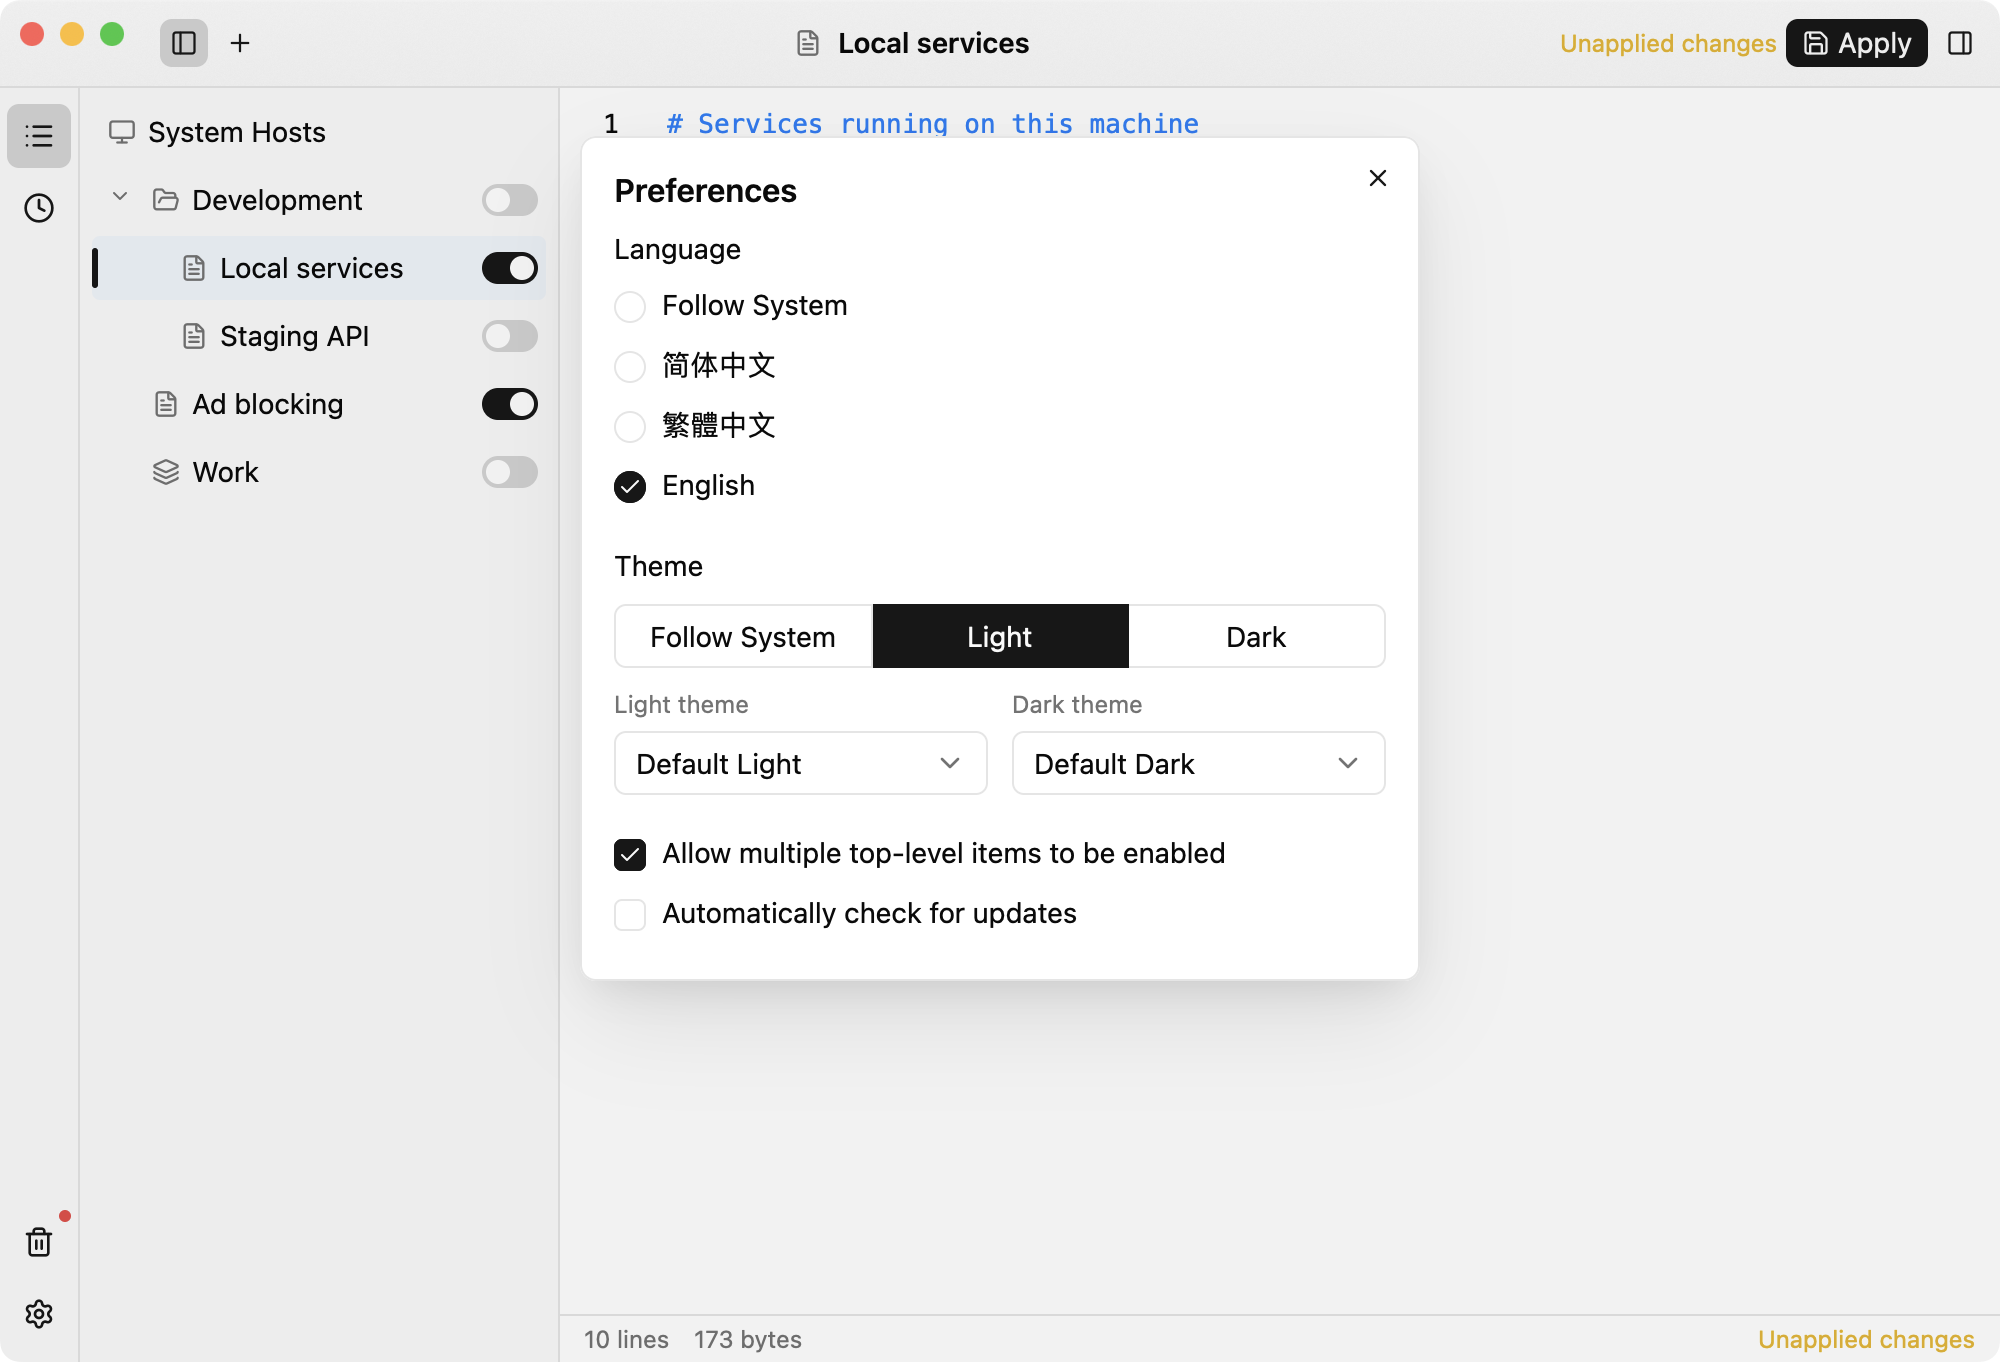 Local services
Unapplied changes
Apply
System Hosts
Development
Local services
Staging API
Ad blocking
Work
1 # Services running on this machine
Preferences
Language
Follow System
简体中文
繁體中文
English
Theme
Follow System
Light
Dark
Light theme
Dark theme
Default Light
Default Dark
Allow multiple top-level items to be enabled
Automatically check for updates
10 lines
173 bytes
Unapplied changes